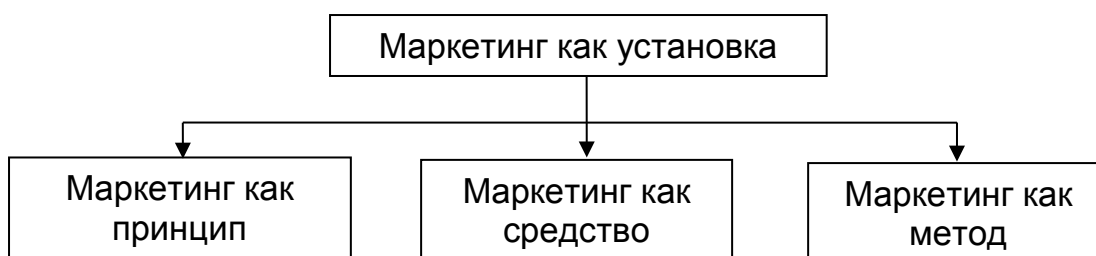 Маркетинг как установка
Маркетинг как
принцип
Маркетинг как
средство
Маркетинг как
метод